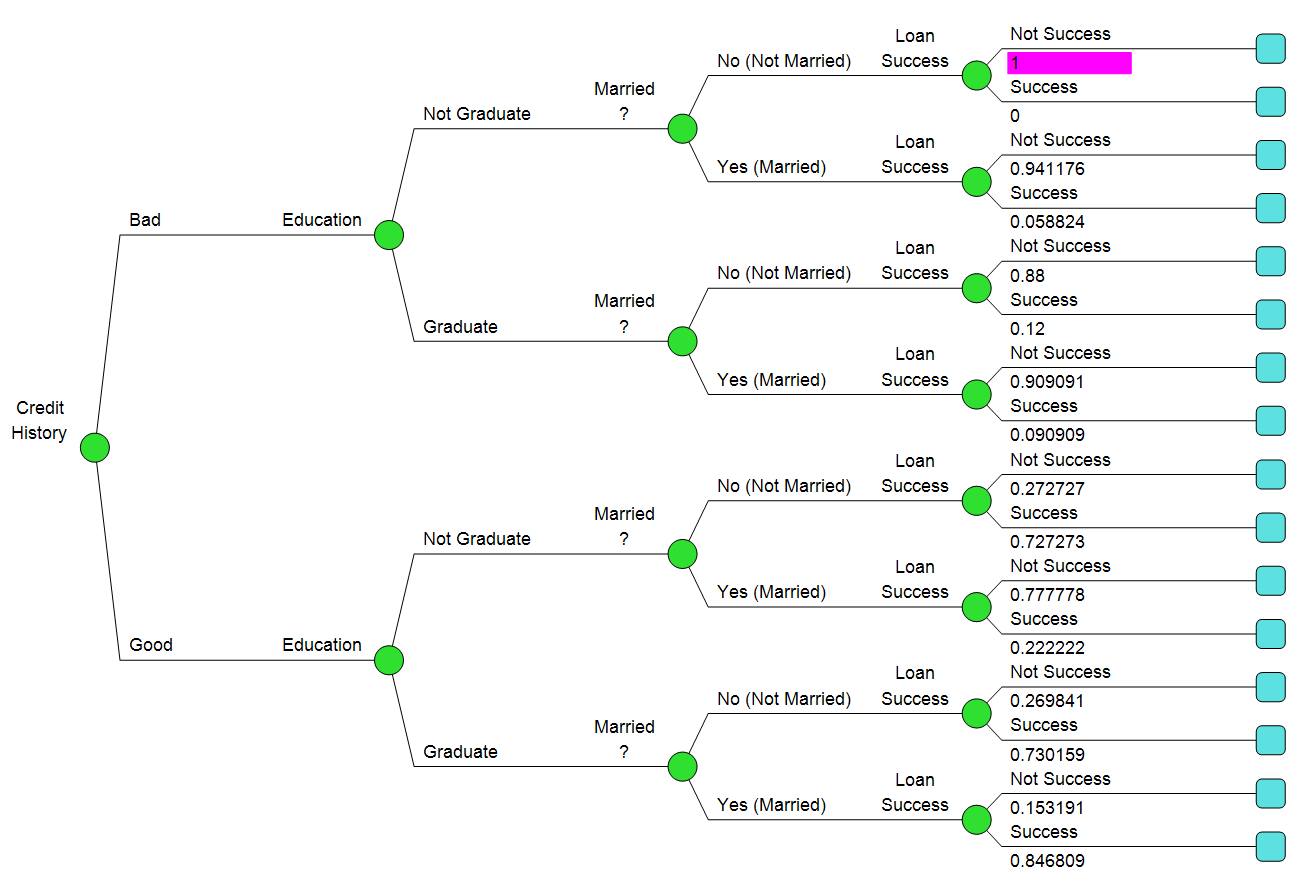 Loan
Not Success
No (Not Married)
Success
1
Married
?
Success
Not Graduate
0
Loan
Not Success
Yes (Married)
Success
0.941176
Success
Bad
Education
0.058824
Loan
Not Success
No (Not Married)
Success
0.88
Married
?
Success
Graduate
0.12
Loan
Not Success
Yes (Married)
Success
0.909091
Credit
History
Success
0.090909
Loan
Not Success
No (Not Married)
Success
0.272727
Married
?
Success
Not Graduate
0.727273
Loan
Not Success
Yes (Married)
Success
0.777778
Success
Good
Education
0.222222
Loan
Not Success
No (Not Married)
Success
0.269841
Married
?
Success
Graduate
0.730159
Loan
Not Success
Yes (Married)
Success
0.153191
Success
0.846809